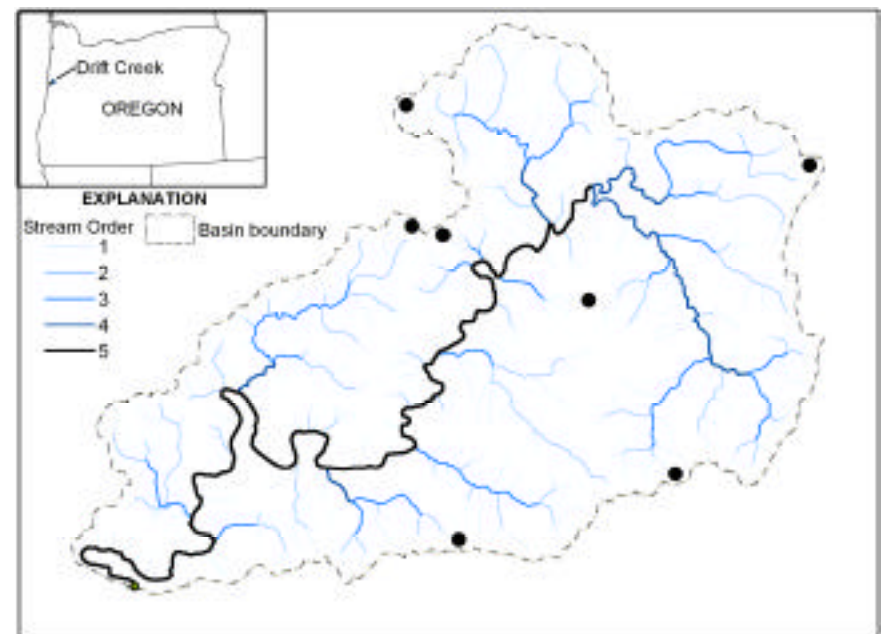 Drift Creek
OREGON
EXPLANATION
Stream Order
Basin boundary
1
2
3
4
5